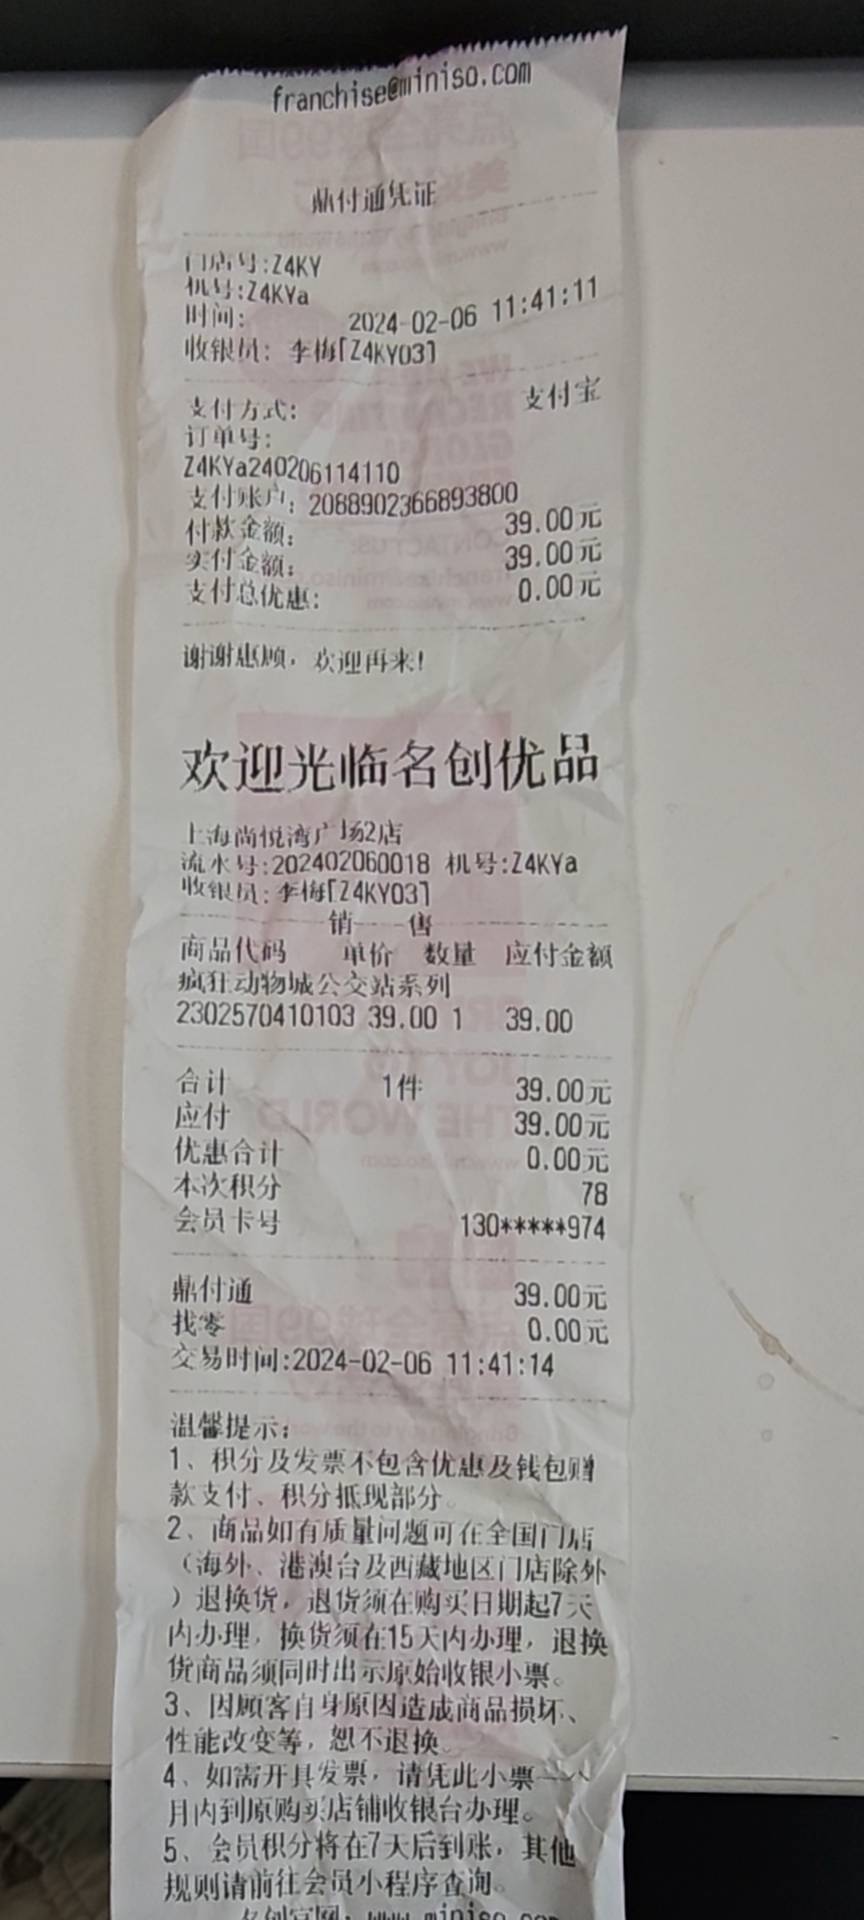 franchise@miniso.com
鼎付通凭证
门店号:Z4KY
机号:Z4KYa
时间: 2024-02-06 11:41:11
收银员: 李梅[Z4KY03]
支付方式: 支付宝
订单号:
Z4KYa240206114110
支付账户: 2088902366893800
付款金额: 39.00元
实付金额: 39.00元
支付总优惠: 0.00元
谢谢惠顾，欢迎再来!
欢迎光临名创优品
上海尚悦湾广场2店
流水号:202402060018 机号:Z4KYa
收银员:李梅[Z4KY03]
销 售
商品代码 单价 数量 应付金额
疯狂动物城公交站系列
2302570410103 39.00 1 39.00
合计 1件 39.00元
应付 39.00元
优惠合计 0.00元
本次积分 78
会员卡号 130*****974
鼎付通 39.00元
找零 0.00元
交易时间:2024-02-06 11:41:14
温馨提示:
1、积分及发票不包含优惠及钱包赠
款支付、积分抵现部分。
2、商品如有质量问题可在全国门店
（海外、港澳台及西藏地区门店除外
）退换货，退货须在购买日期起7天
内办理，换货须在15天内办理，退换
货商品须同时出示原始收银小票。
3、因顾客自身原因造成商品损坏、
性能改变等，恕不退换。
4、如需开具发票，请凭此小票一个
月内到原购买店铺收银台办理。
5、会员积分将在7天后到账，其他
规则请前往会员小程序查询。
名创官网：www.miniso.com